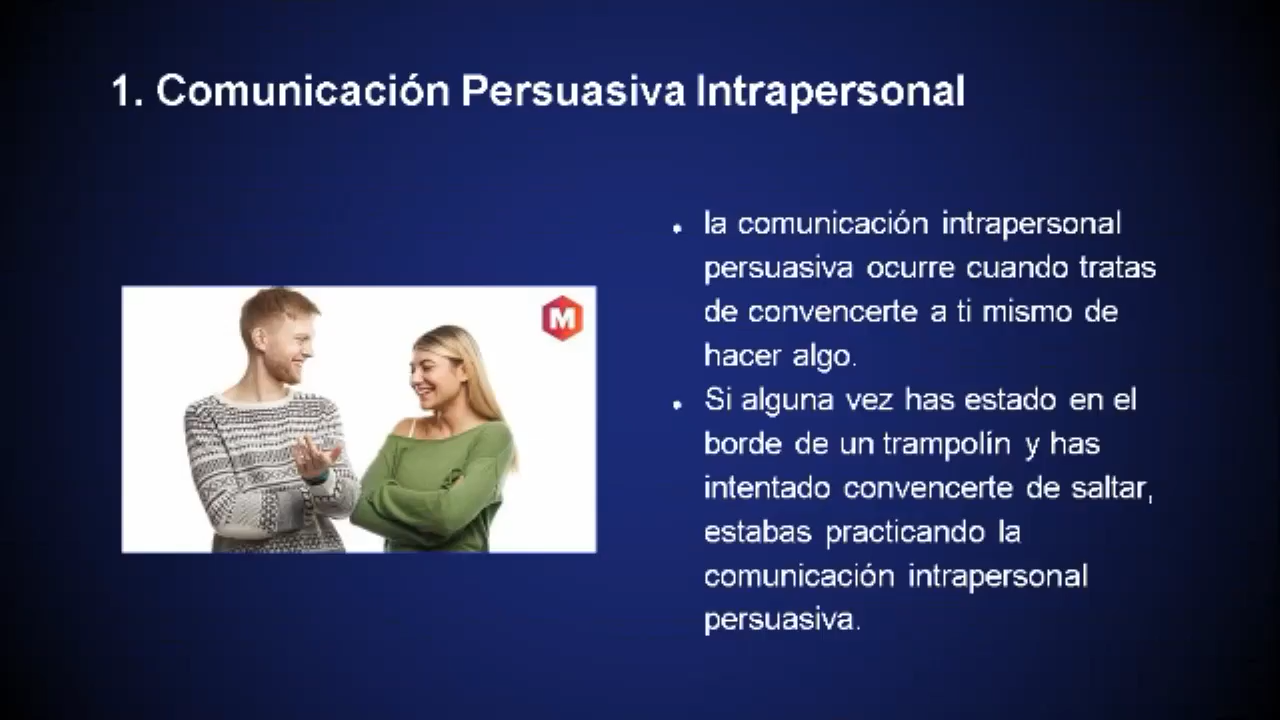 1. Comunicación Persuasiva Intrapersonal
M
• la comunicación intrapersonal
persuasiva ocurre cuando tratas
de convencerte a ti mismo de
hacer algo.
• Si alguna vez has estado en el
borde de un trampolín y has
intentado convencerte de saltar,
estabas practicando la
comunicación intrapersonal
persuasiva.